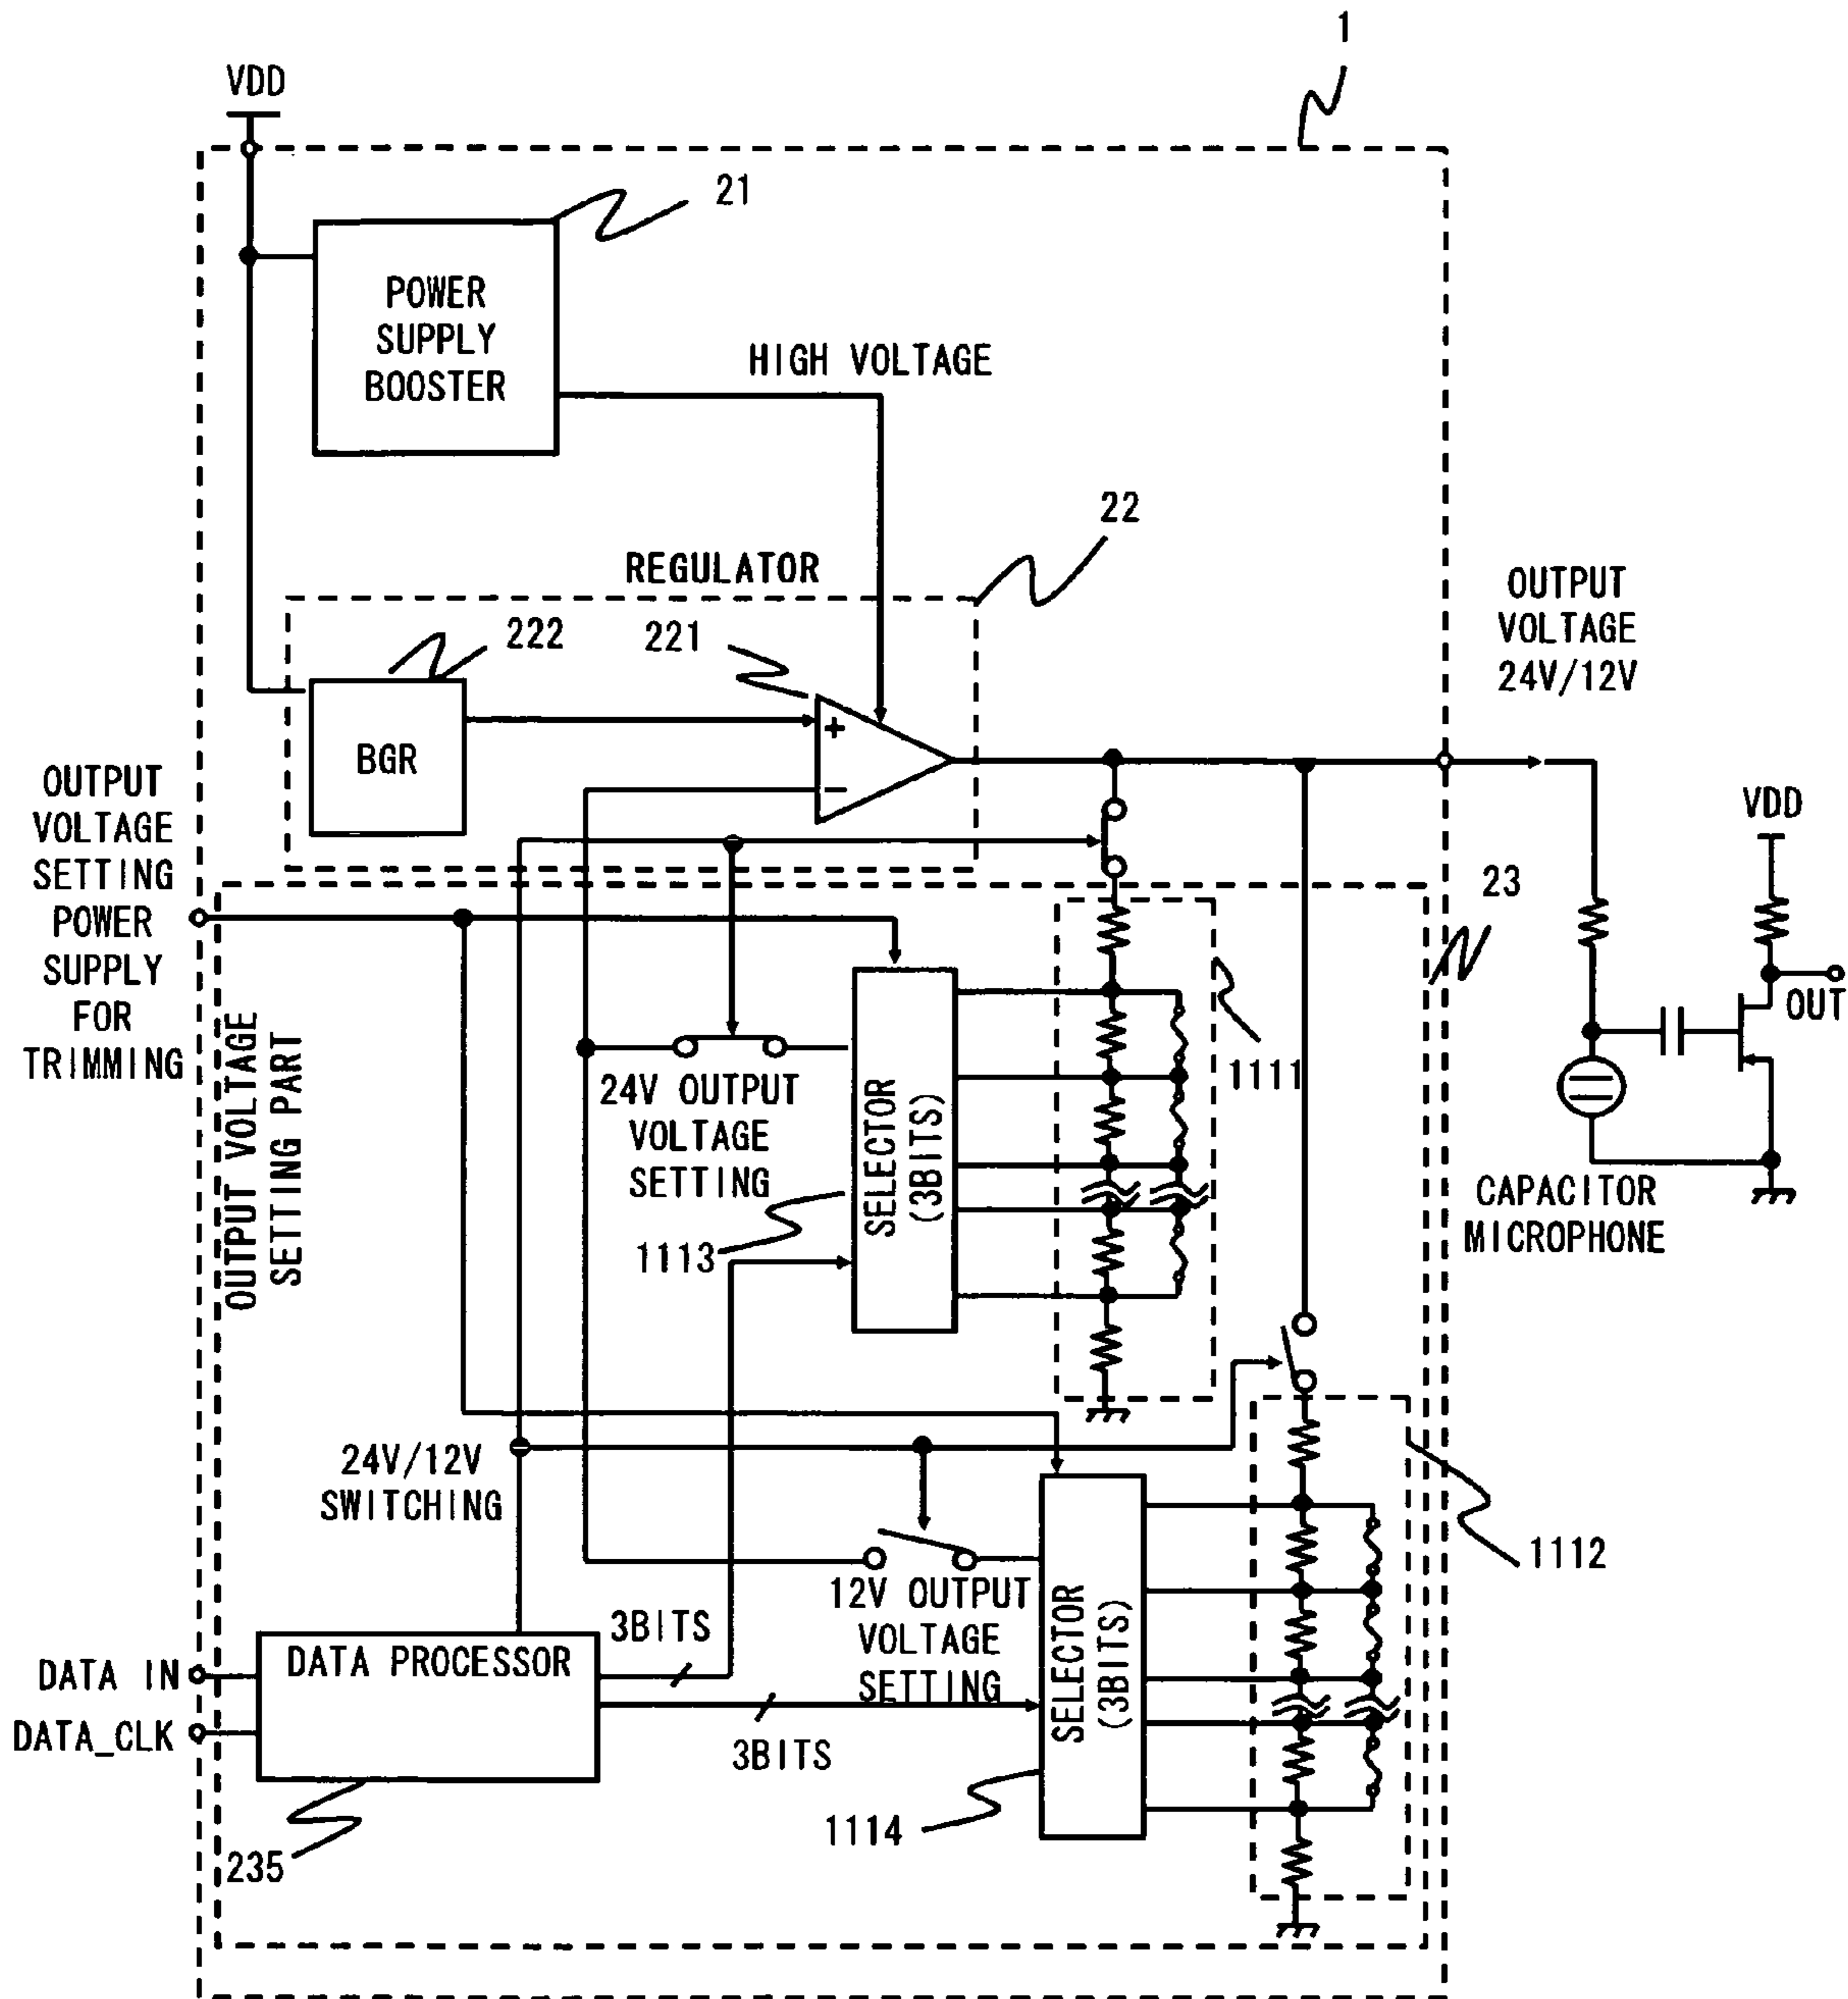 1
VDD
21
POWER
SUPPLY
BOOSTER
HIGH VOLTAGE
22
REGULATOR
222
221
BGR
+
−
OUTPUT
VOLTAGE
24V/12V
OUTPUT
VOLTAGE
SETTING
POWER
SUPPLY
FOR
TRIMMING
VDD
23
OUT
OUTPUT VOLTAGE
SETTING PART
24V OUTPUT
VOLTAGE
SETTING
SELECTOR
(3BITS)
1111
1113
CAPACITOR
MICROPHONE
24V/12V
SWITCHING
12V OUTPUT
VOLTAGE
SETTING
SELECTOR
(3BITS)
1112
3BITS
DATA PROCESSOR
DATA IN
DATA_CLK
3BITS
1114
235